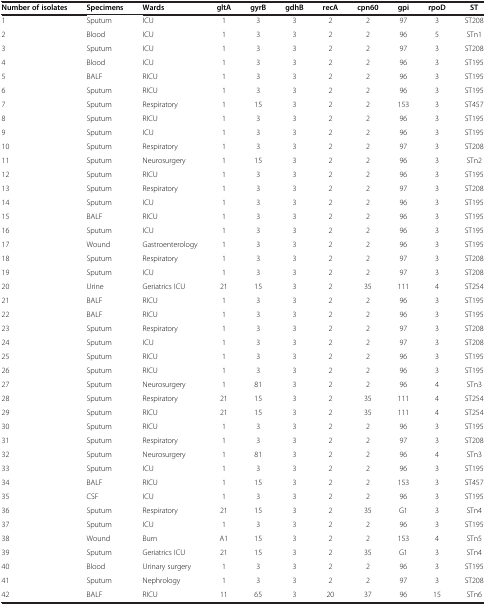 Number of isolates Specimens Wards gltA gyrB gdhB recA cpn60 gpi rpoD ST
1 Sputum ICU 1 3 3 2 2 97 3 ST208
2 Blood ICU 1 3 3 2 2 96 5 STn1
3 Sputum ICU 1 3 3 2 2 97 3 ST208
4 Blood ICU 1 3 3 2 2 96 3 ST195
5 BALF RICU 1 3 3 2 2 96 3 ST195
6 Sputum RICU 1 3 3 2 2 96 3 ST195
7 Sputum Respiratory 1 15 3 2 2 153 3 ST457
8 Sputum RICU 1 3 3 2 2 96 3 ST195
9 Sputum ICU 1 3 3 2 2 96 3 ST195
10 Sputum Respiratory 1 3 3 2 2 97 3 ST208
11 Sputum Neurosurgery 1 15 3 2 2 96 3 STn2
12 Sputum RICU 1 3 3 2 2 96 3 ST195
13 Sputum Respiratory 1 3 3 2 2 97 3 ST208
14 Sputum ICU 1 3 3 2 2 96 3 ST195
15 BALF RICU 1 3 3 2 2 96 3 ST195
16 Sputum ICU 1 3 3 2 2 96 3 ST195
17 Wound Gastroenterology 1 3 3 2 2 96 3 ST195
18 Sputum Respiratory 1 3 3 2 2 97 3 ST208
19 Sputum ICU 1 3 3 2 2 97 3 ST208
20 Urine Geriatrics ICU 21 15 3 2 35 111 4 ST254
21 BALF RICU 1 3 3 2 2 96 3 ST195
22 BALF RICU 1 3 3 2 2 96 3 ST195
23 Sputum Respiratory 1 3 3 2 2 97 3 ST208
24 Sputum ICU 1 3 3 2 2 97 3 ST208
25 Sputum RICU 1 3 3 2 2 96 3 ST195
26 Sputum RICU 1 3 3 2 2 96 3 ST195
27 Sputum Neurosurgery 1 81 3 2 2 96 4 STn3
28 Sputum Respiratory 21 15 3 2 35 111 4 ST254
29 Sputum RICU 21 15 3 2 35 111 4 ST254
30 Sputum RICU 1 3 3 2 2 96 3 ST195
31 Sputum Respiratory 1 3 3 2 2 97 3 ST208
32 Sputum Neurosurgery 1 81 3 2 2 96 4 STn3
33 Sputum ICU 1 3 3 2 2 96 3 ST195
34 BALF RICU 1 15 3 2 2 153 3 ST457
35 CSF ICU 1 3 3 2 2 96 3 ST195
36 Sputum Respiratory 21 15 3 2 35 G1 3 STn4
37 Sputum ICU 1 3 3 2 2 96 3 ST195
38 Wound Burn A1 15 3 2 2 153 4 STn5
39 Sputum Geriatrics ICU 21 15 3 2 35 G1 3 STn4
40 Blood Urinary surgery 1 3 3 2 2 96 3 ST195
41 Sputum Nephrology 1 3 3 2 2 97 3 ST208
42 BALF RICU 11 65 3 20 37 96 15 STn6